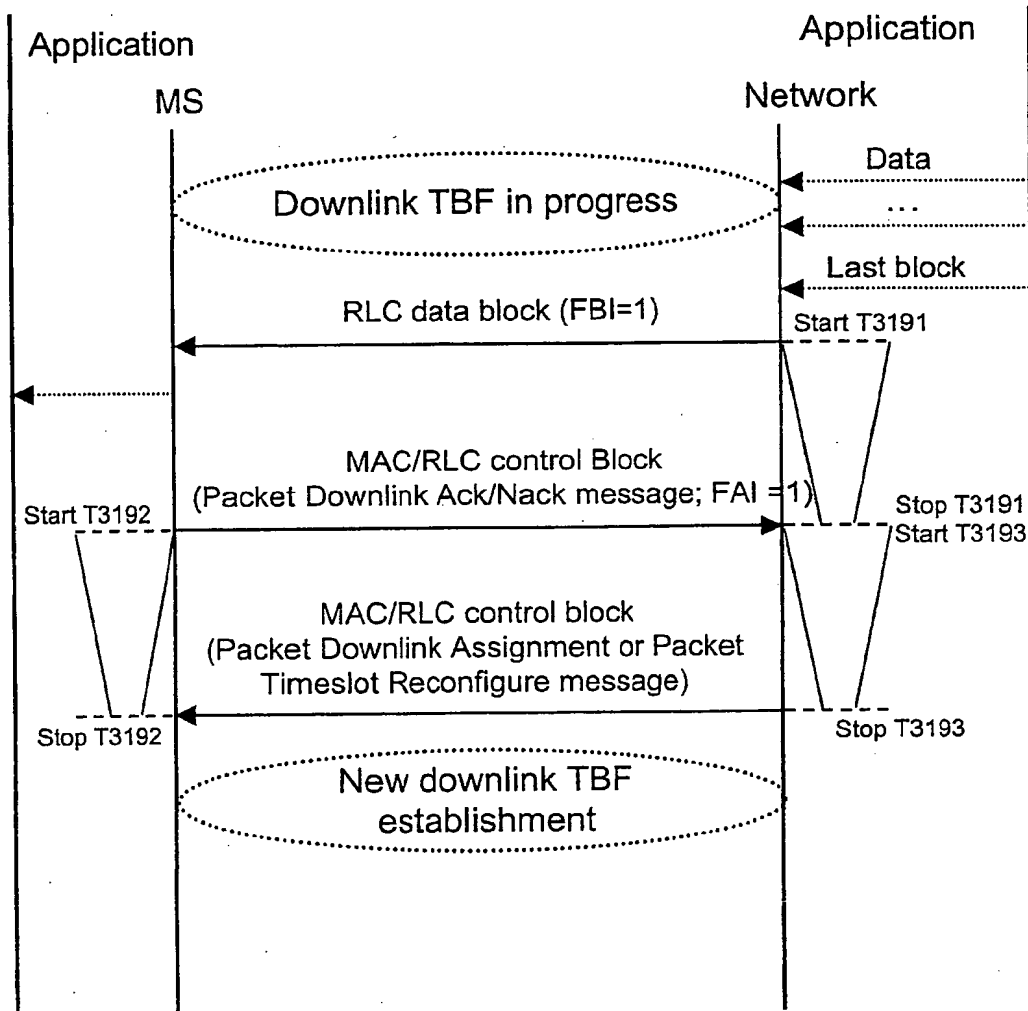 Application
Application
MS
Network
Data
Downlink TBF in progress
...
Last block
RLC data block (FBI=1)
Start T3191
MAC/RLC control Block
(Packet Downlink Ack/Nack message; FAI =1)
Start T3192
Stop T3191
Start T3193
MAC/RLC control block
(Packet Downlink Assignment or Packet
Timeslot Reconfigure message)
Stop T3192
Stop T3193
New downlink TBF
establishment